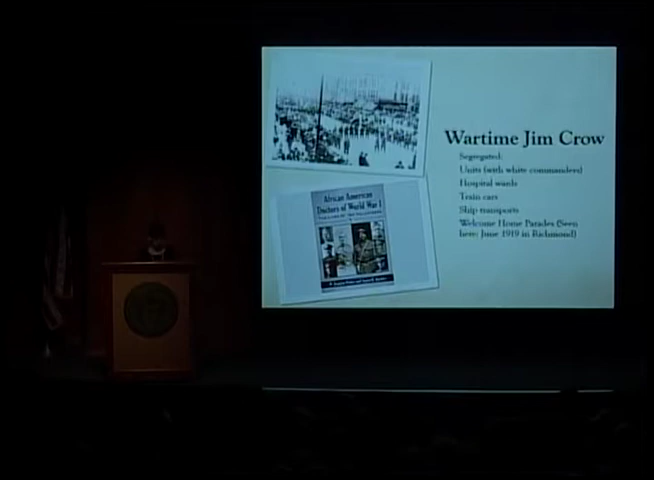 Wartime Jim Crow
Segregated:
Units (with white commanders)
Hospital wards
Train cars
Ship transports
Welcome Home Parades (Seen
here: June 1919 in Richmond)
African American
Doctors of World War I